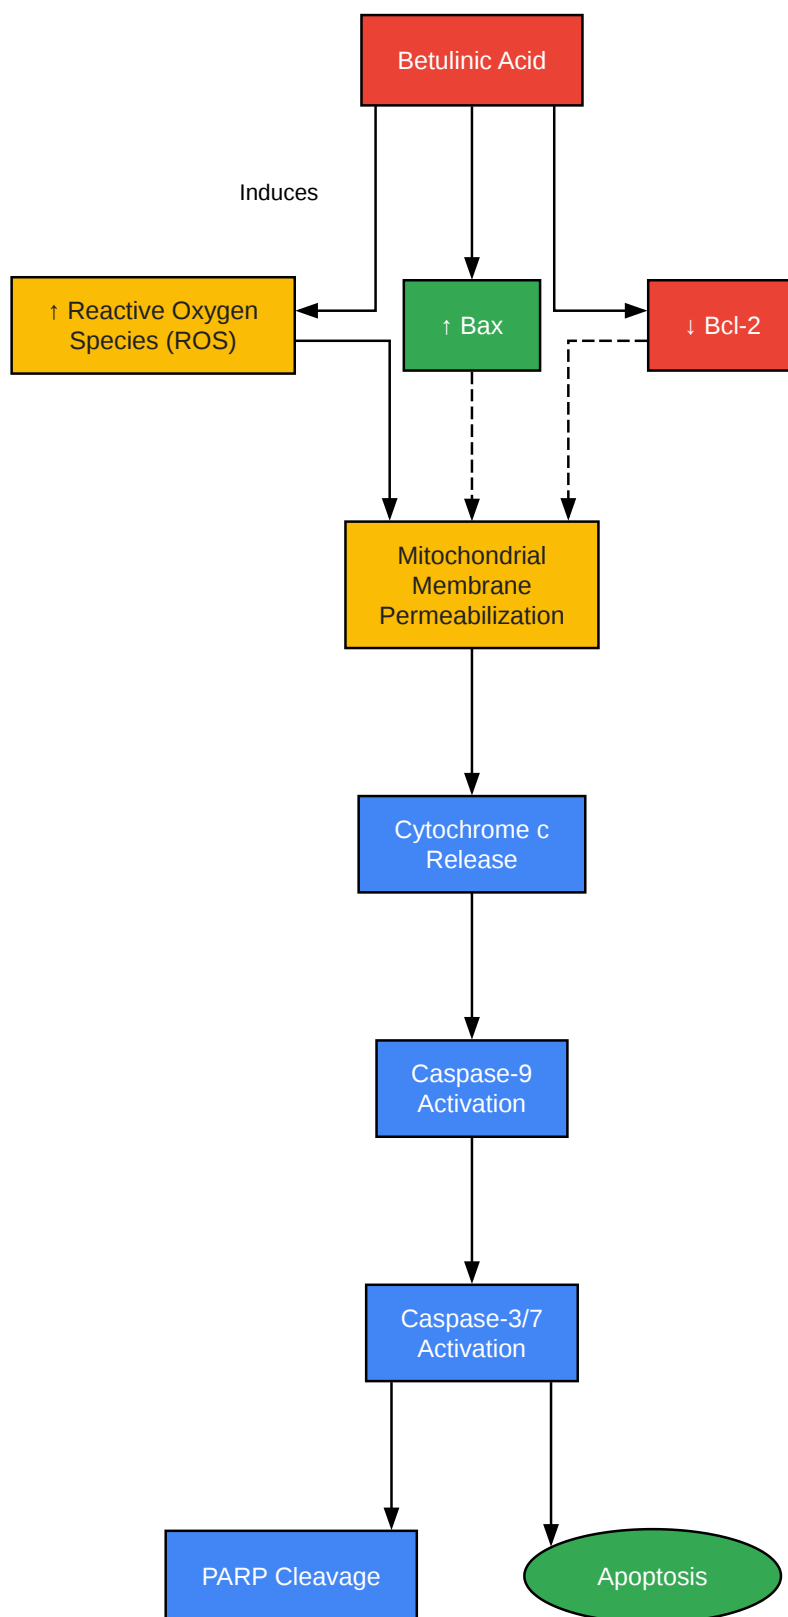 Betulinic Acid
Induces
↑ Reactive Oxygen
Species (ROS)
↑ Bax
↓ Bcl-2
Mitochondrial
Membrane
Permeabilization
Cytochrome c
Release
Caspase-9
Activation
Caspase-3/7
Activation
PARP Cleavage
Apoptosis